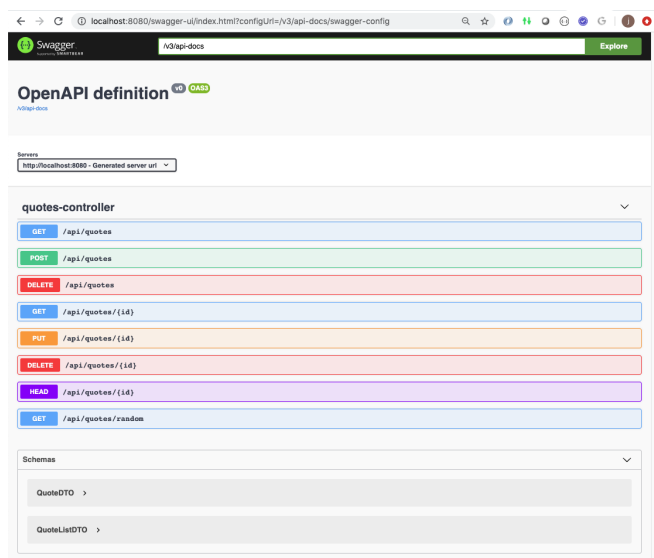 localhost:8080/swagger-ui/index.html?configUrl=/v3/api-docs/swagger-config
Swagger
/v3/api-docs
Explore
Supported by SMARTBEAR
OpenAPI definition v0 OAS3
/v3/api-docs
Servers
http://localhost:8080 - Generated server url
quotes-controller
GET /api/quotes
POST /api/quotes
DELETE /api/quotes
GET /api/quotes/{id}
PUT /api/quotes/{id}
DELETE /api/quotes/{id}
HEAD /api/quotes/{id}
GET /api/quotes/random
Schemas
QuoteDTO >
QuoteListDTO >